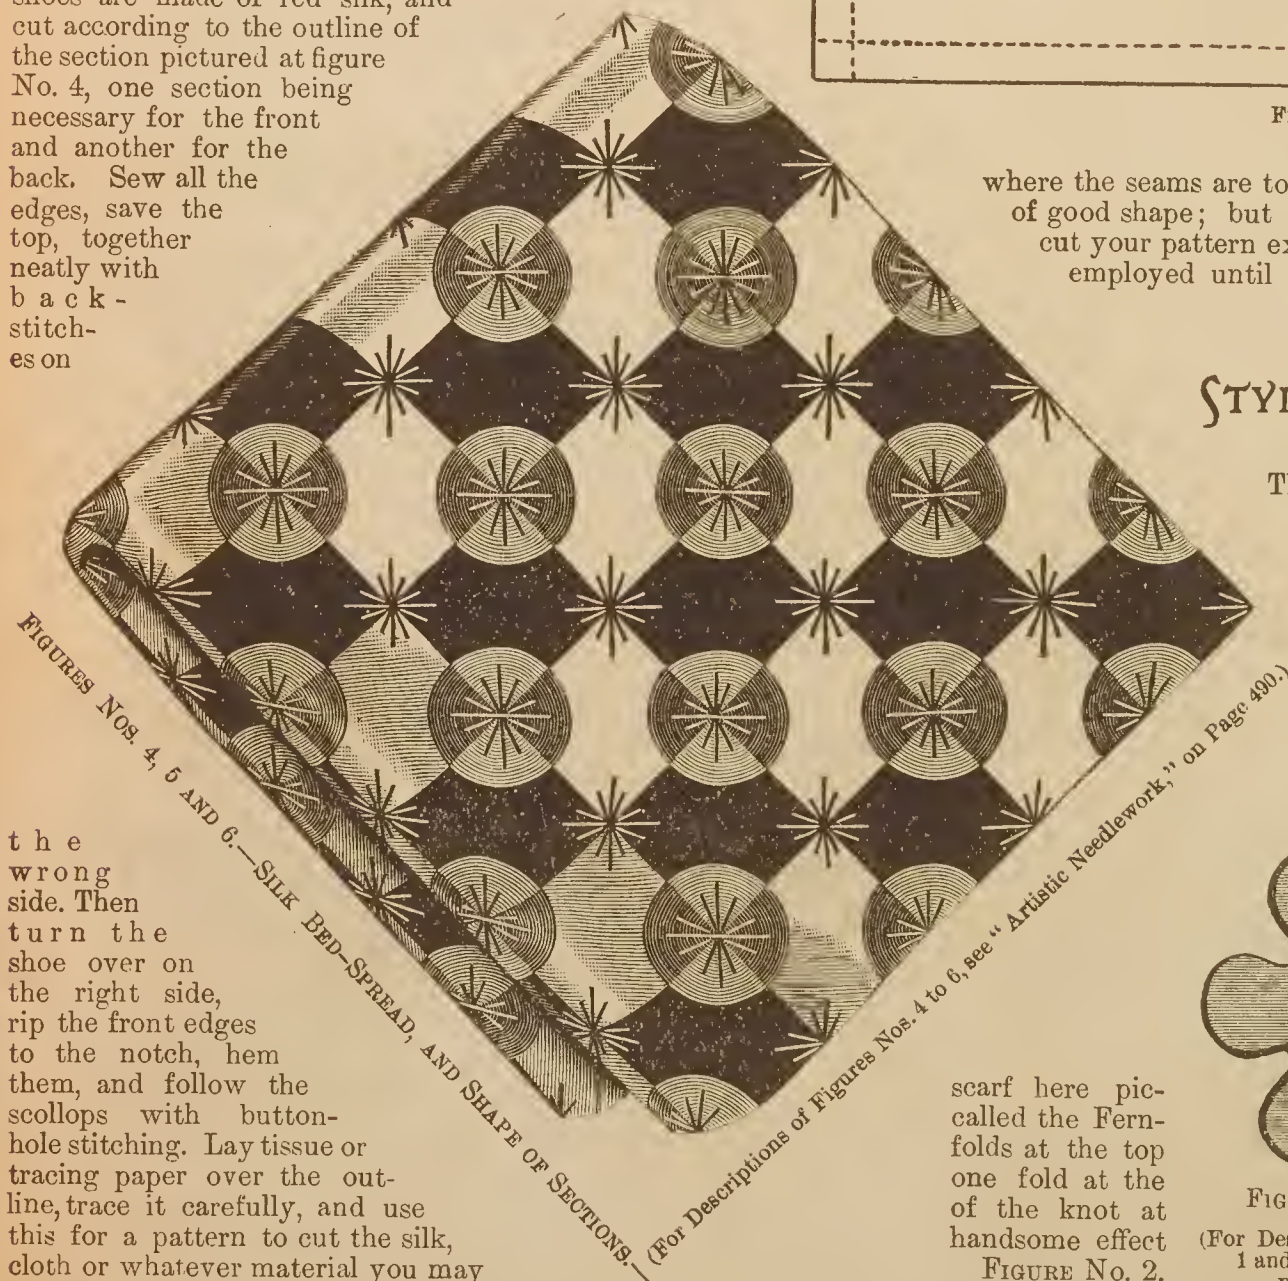 shoes are made of red silk, and
cut according to the outline of
the section pictured at figure
No. 4, one section being
necessary for the front
and another for the
back. Sew all the
edges, save the
top, together
neatly with
back-
stitch-
es on
the
wrong
side. Then
turn the
shoe over on
the right side,
rip the front edges
to the notch, hem
them, and follow the
scollops with button-
hole stitching. Lay tissue or
tracing paper over the out-
line, trace it carefully, and use
this for a pattern to cut the silk,
cloth or whatever material you may
FIGURES NOS. 4, 5 AND 6.—SILK BED-SPREAD, AND SHAPE OF SECTIONS.—
(For Descriptions of Figures Nos. 4 to 6, see "Artistic Needlework," on Page 490.)
F
where the seams are to
of good shape; but
cut your pattern ex
employed until
STYL
T
scarf here pic-
called the Fern-
folds at the top
one fold at the
of the knot at
handsome effect
FIGURE NO. 2.
FIG
(For Des
1 and